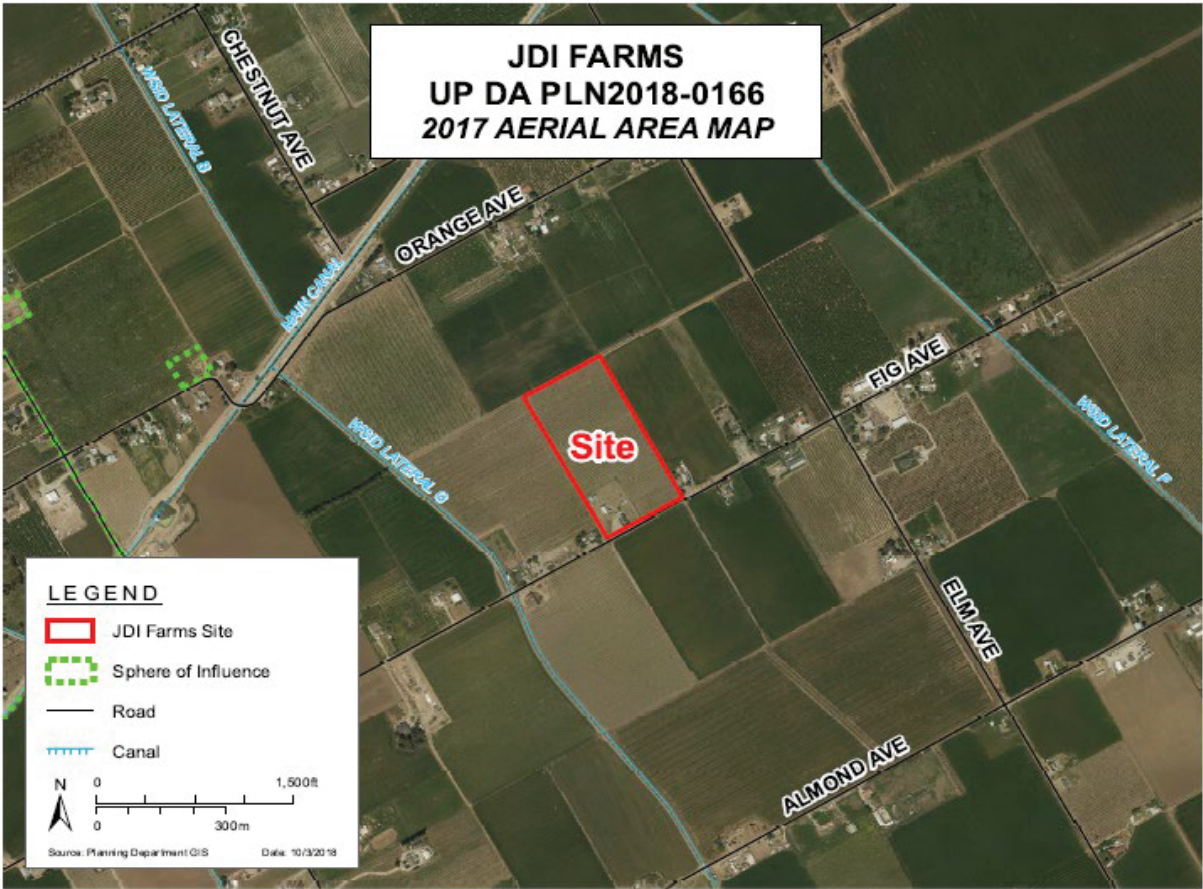 JDI FARMS
UP DA PLN2018-0166
2017 AERIAL AREA MAP
CHESTNUT AVE
WSID LATERAL B
ORANGE AVE
MAIN CANAL
FIG AVE
Site
WSID LATERAL F
WSID LATERAL G
ELM AVE
ALMOND AVE
LEGEND
JDI Farms Site
Sphere of Influence
Road
Canal
N
0 1,500ft
0 300m
Source: Planning Department GIS Date: 10/3/2018